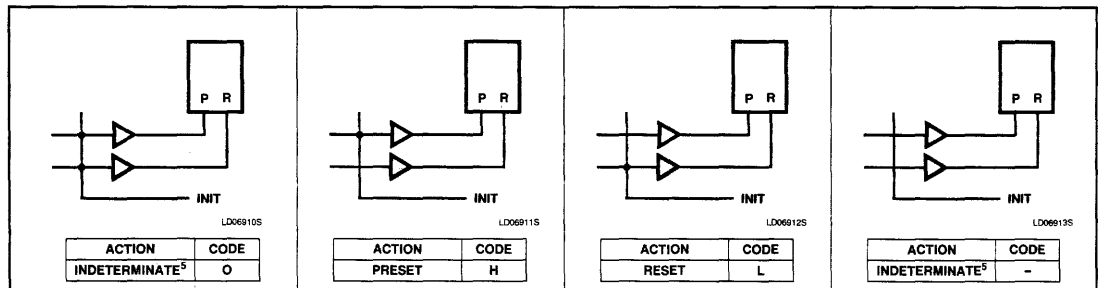 P R
INIT
LD06910S
ACTION CODE
INDETERMINATE5 O
P R
INIT
LD06911S
ACTION CODE
PRESET H
P R
INIT
LD06912S
ACTION CODE
RESET L
P R
INIT
LD06913S
ACTION CODE
INDETERMINATE5 –